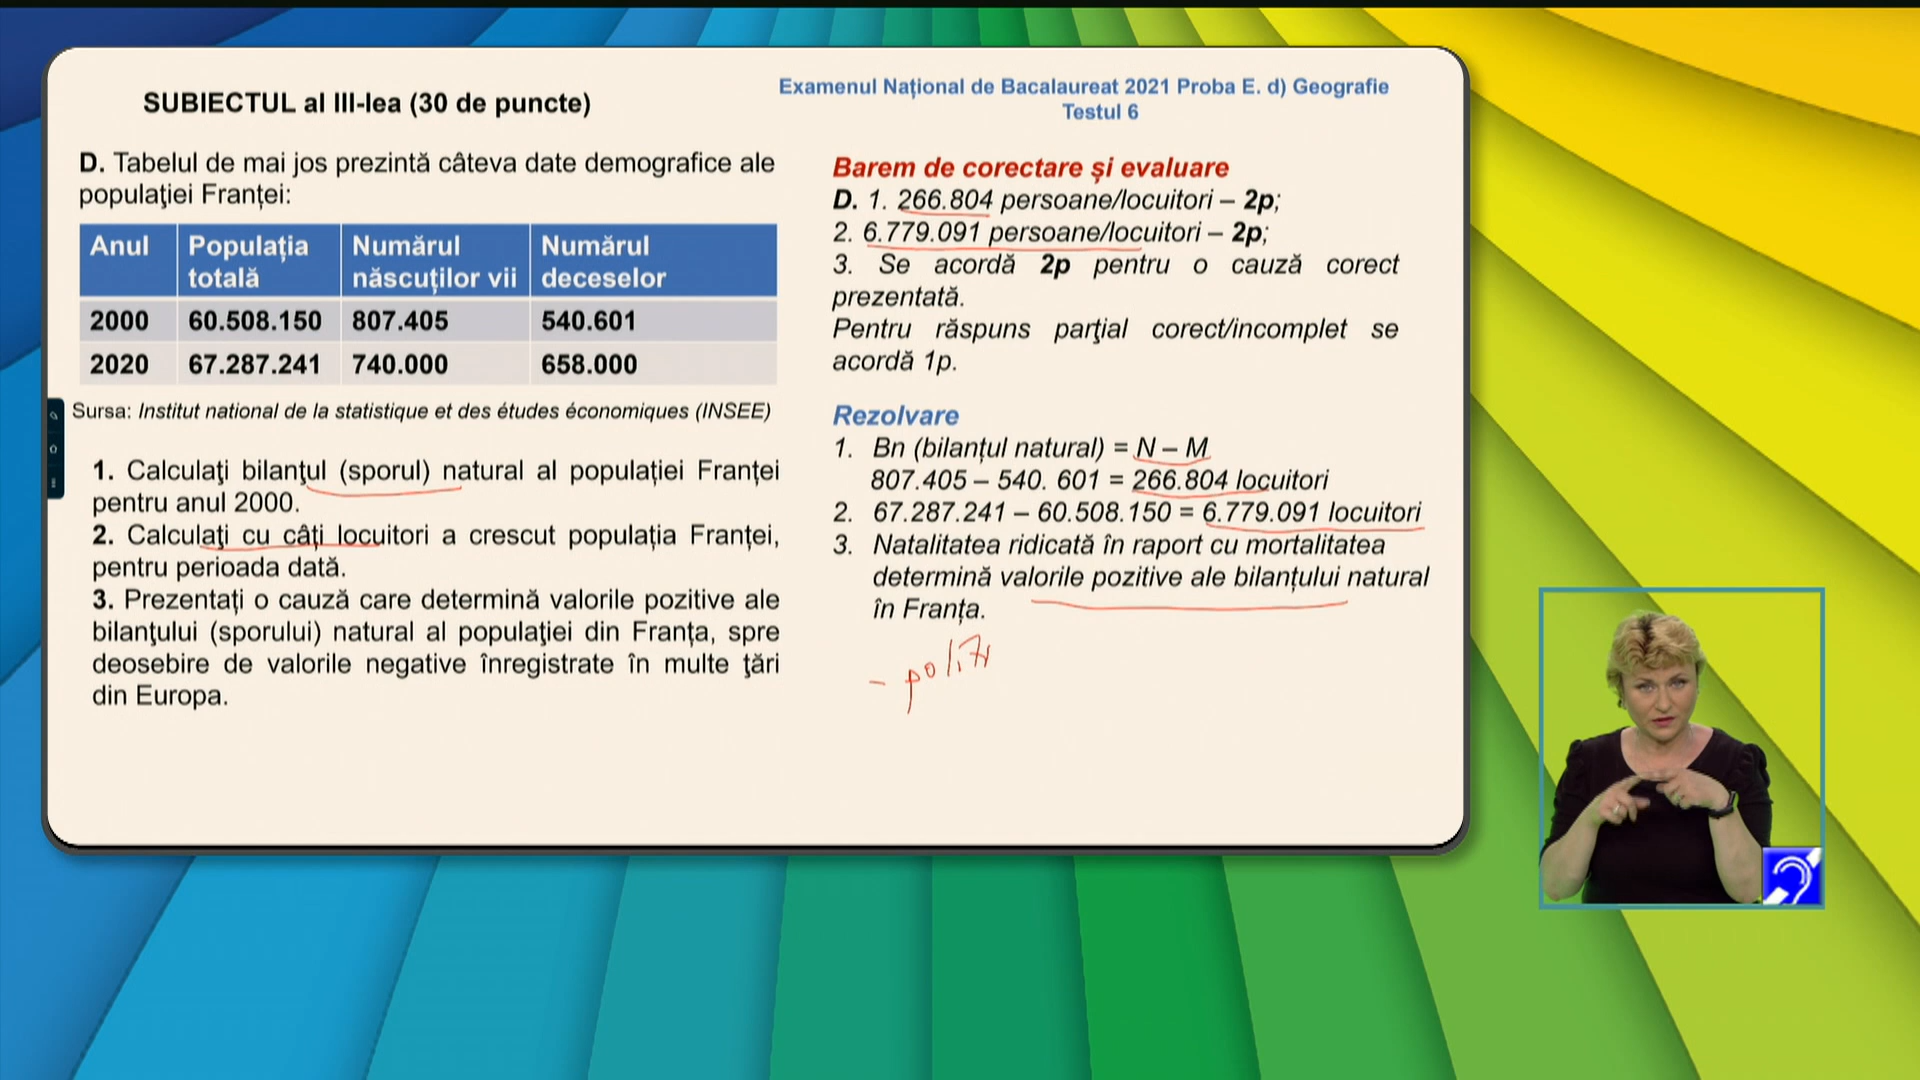 SUBIECTUL al III-lea (30 de puncte)
Examenul Național de Bacalaureat 2021 Proba E. d) Geografie
Testul 6
D. Tabelul de mai jos prezintă câteva date demografice ale
populaţiei Franței:
Anul Populația totală Numărul născuților vii Numărul deceselor
2000 60.508.150 807.405 540.601
2020 67.287.241 740.000 658.000
Sursa: Institut national de la statistique et des études économiques (INSEE)
1. Calculaţi bilanţul (sporul) natural al populației Franței
pentru anul 2000.
2. Calculaţi cu câți locuitori a crescut populația Franței,
pentru perioada dată.
3. Prezentați o cauză care determină valorile pozitive ale
bilanţului (sporului) natural al populaţiei din Franța, spre
deosebire de valorile negative înregistrate în multe ţări
din Europa.
Barem de corectare și evaluare
D. 1. 266.804 persoane/locuitori – 2p;
2. 6.779.091 persoane/locuitori – 2p;
3. Se acordă 2p pentru o cauză corect
prezentată.
Pentru răspuns parţial corect/incomplet se
acordă 1p.
Rezolvare
1. Bn (bilanțul natural) = N – M
807.405 – 540. 601 = 266.804 locuitori
2. 67.287.241 – 60.508.150 = 6.779.091 locuitori
3. Natalitatea ridicată în raport cu mortalitatea
determină valorile pozitive ale bilanțului natural
în Franța.